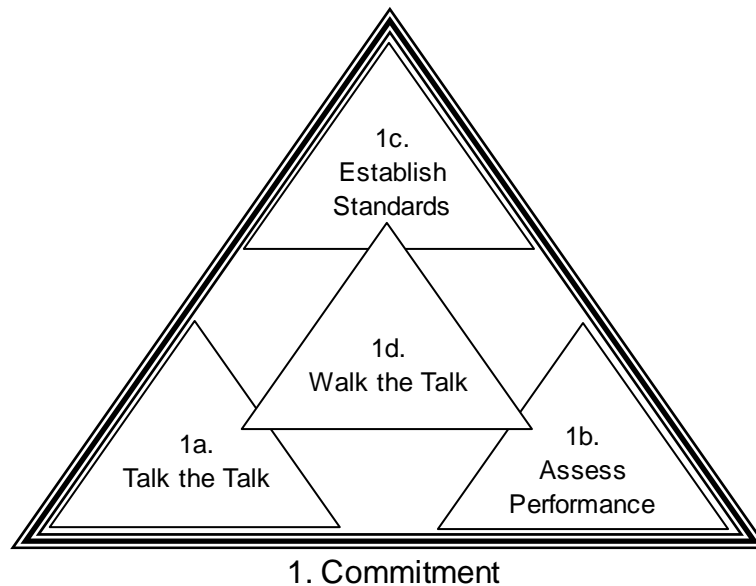 1c.
Establish
Standards
1d.
Walk the Talk
1a.
Talk the Talk
1b.
Assess
Performance
1. Commitment